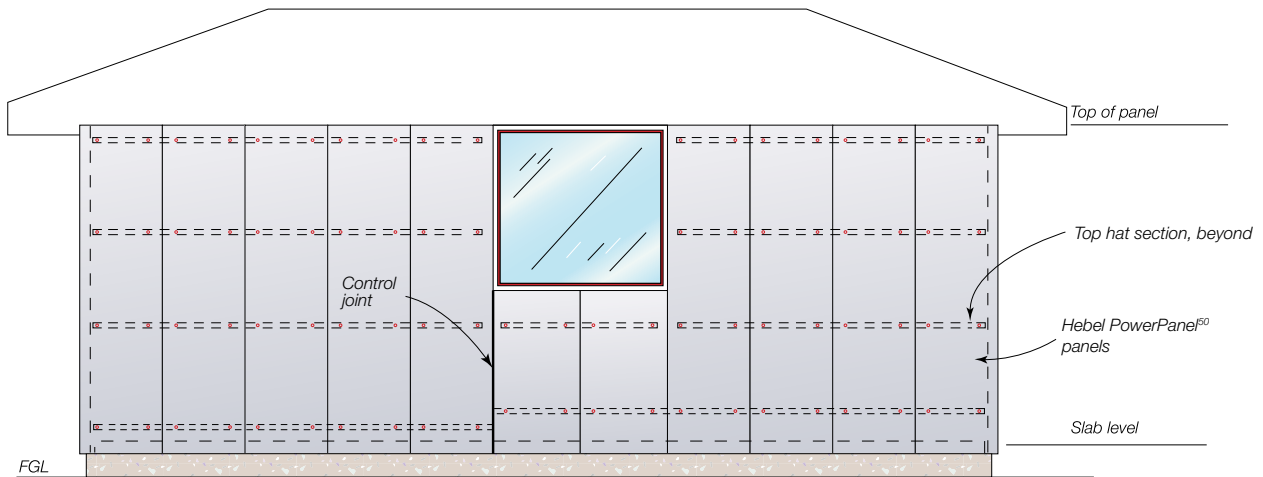 Top of panel
Top hat section, beyond
Control
joint
Hebel PowerPanel⁵⁰
panels
Slab level
FGL